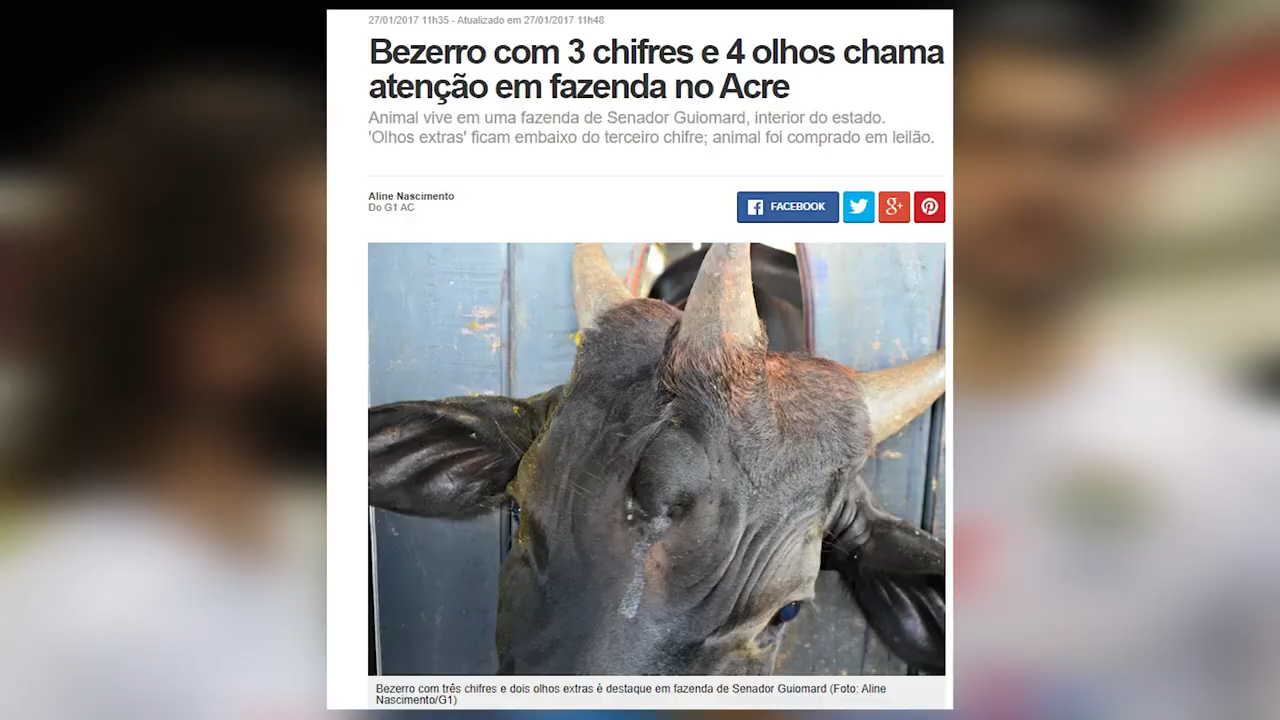 27/01/2017 11h35 - Atualizado em 27/01/2017 11h48
Bezerro com 3 chifres e 4 olhos chama
atenção em fazenda no Acre
Animal vive em uma fazenda de Senador Guiomard, interior do estado.
'Olhos extras' ficam embaixo do terceiro chifre; animal foi comprado em leilão.
Aline Nascimento
Do G1 AC
FACEBOOK
g+
Bezerro com três chifres e dois olhos extras é destaque em fazenda de Senador Guiomard (Foto: Aline
Nascimento/G1)